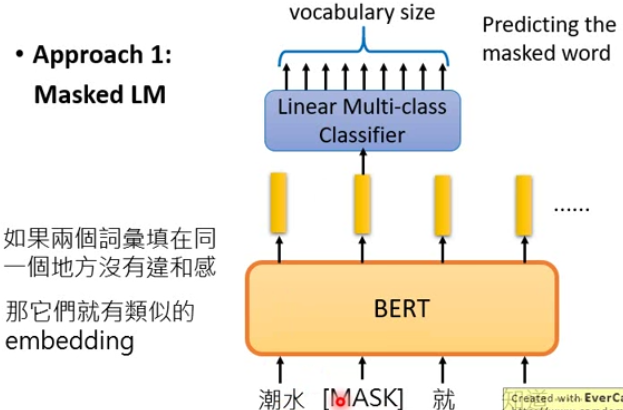 vocabulary size
Predicting the
masked word
• Approach 1:
Masked LM
Linear Multi-class
Classifier
......
如果兩個詞彙填在同
一個地方沒有違和感
那它們就有類似的
embedding
BERT
潮水 [MASK] 就 知道
Created with EverCa